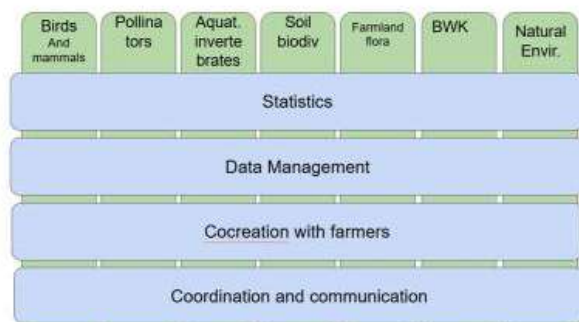 Birds
And
mammals
Pollina
tors
Aquat.
inverte
brates
Soil
biodiv
Farmland
flora
BWK
Natural
Envir.
Statistics
Data Management
Cocreation with farmers
Coordination and communication